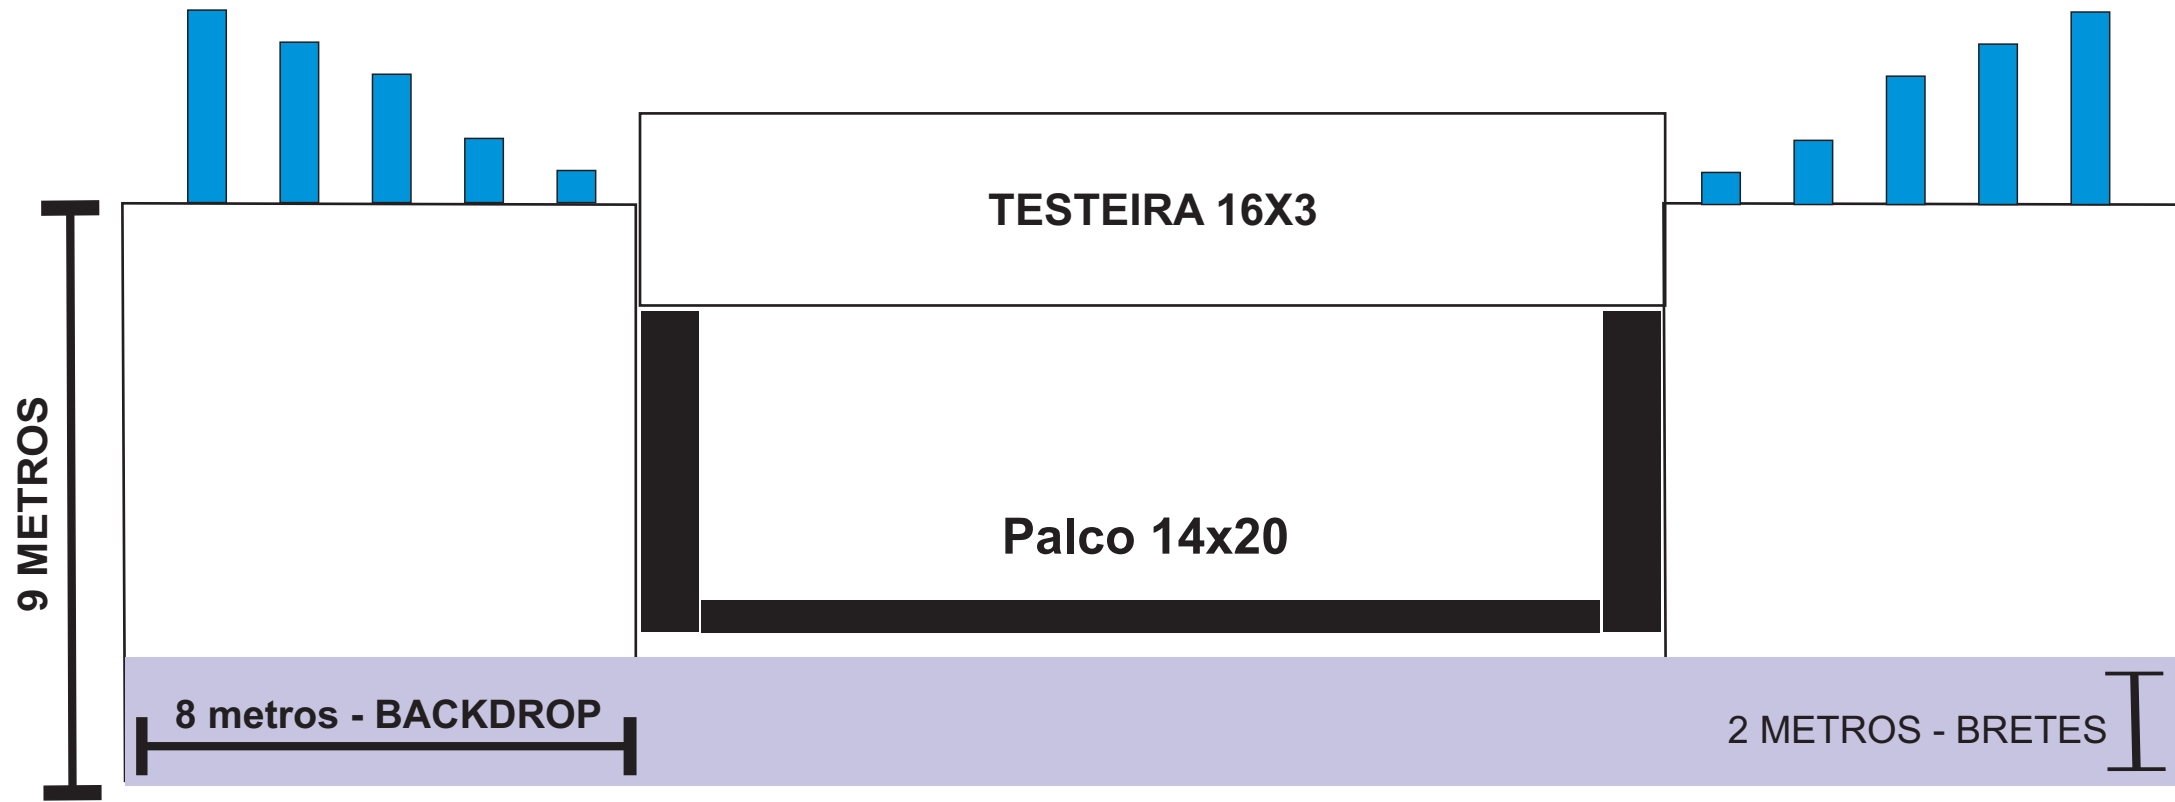 TESTEIRA 16X3
9 METROS
Palco 14x20
8 metros - BACKDROP
2 METROS - BRETES